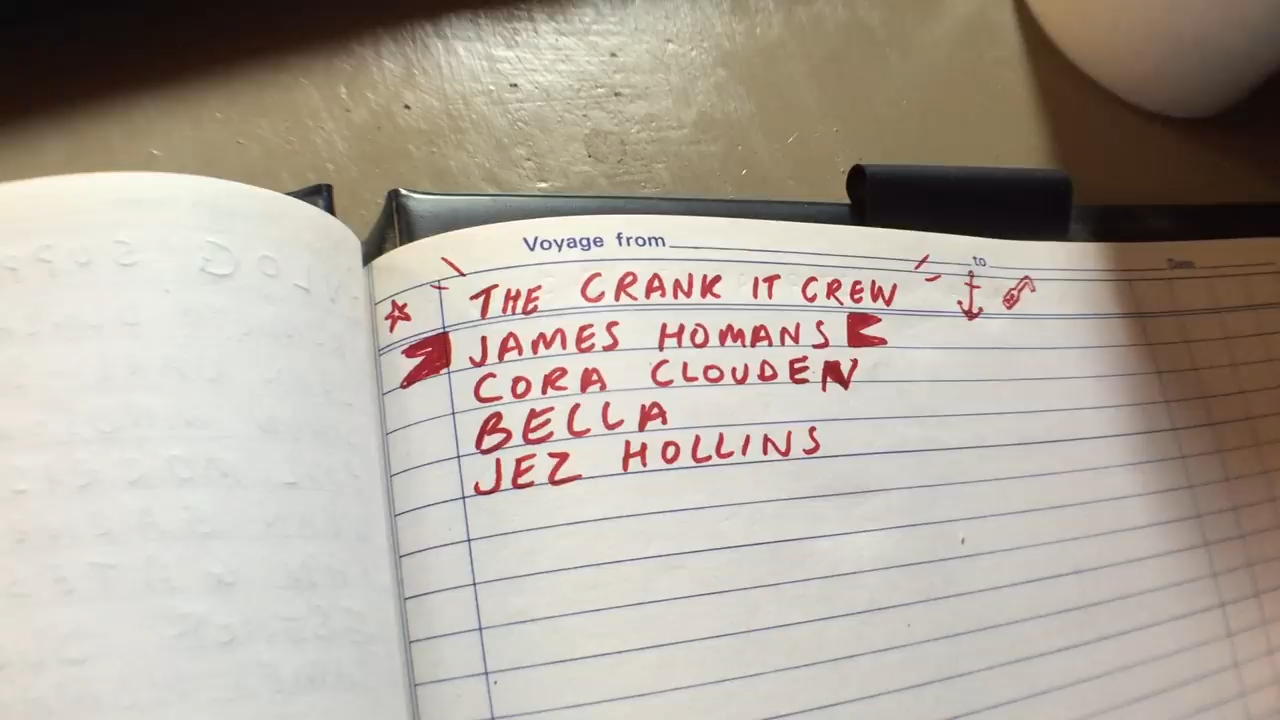 Voyage from to
THE CRANK IT CREW
JAMES HOMANS
CORA CLOUDEN
BELLA
JEZ HOLLINS